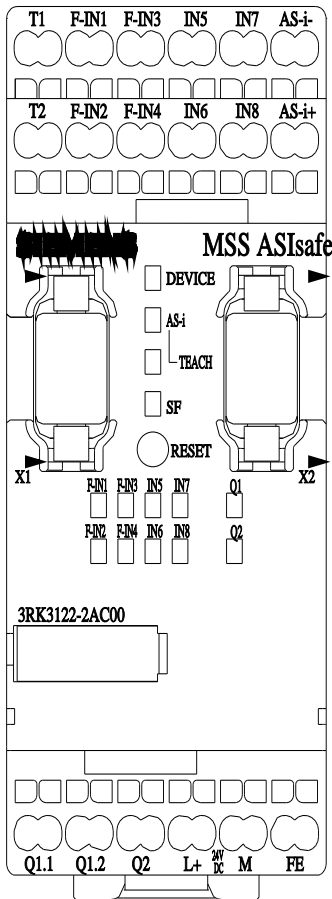 T1 F-IN1 F-IN3 IN5 IN7 AS-i-
T2 F-IN2 F-IN4 IN6 IN8 AS-i+
MSS ASIsafe
DEVICE
AS-i
TEACH
SF
RESET
X1 X2
F-IN1 F-IN3 IN5 IN7 Q1
F-IN2 F-IN4 IN6 IN8 Q2
3RK3122-2AC00
Q1.1 Q1.2 Q2 L+ 24V DC M FE